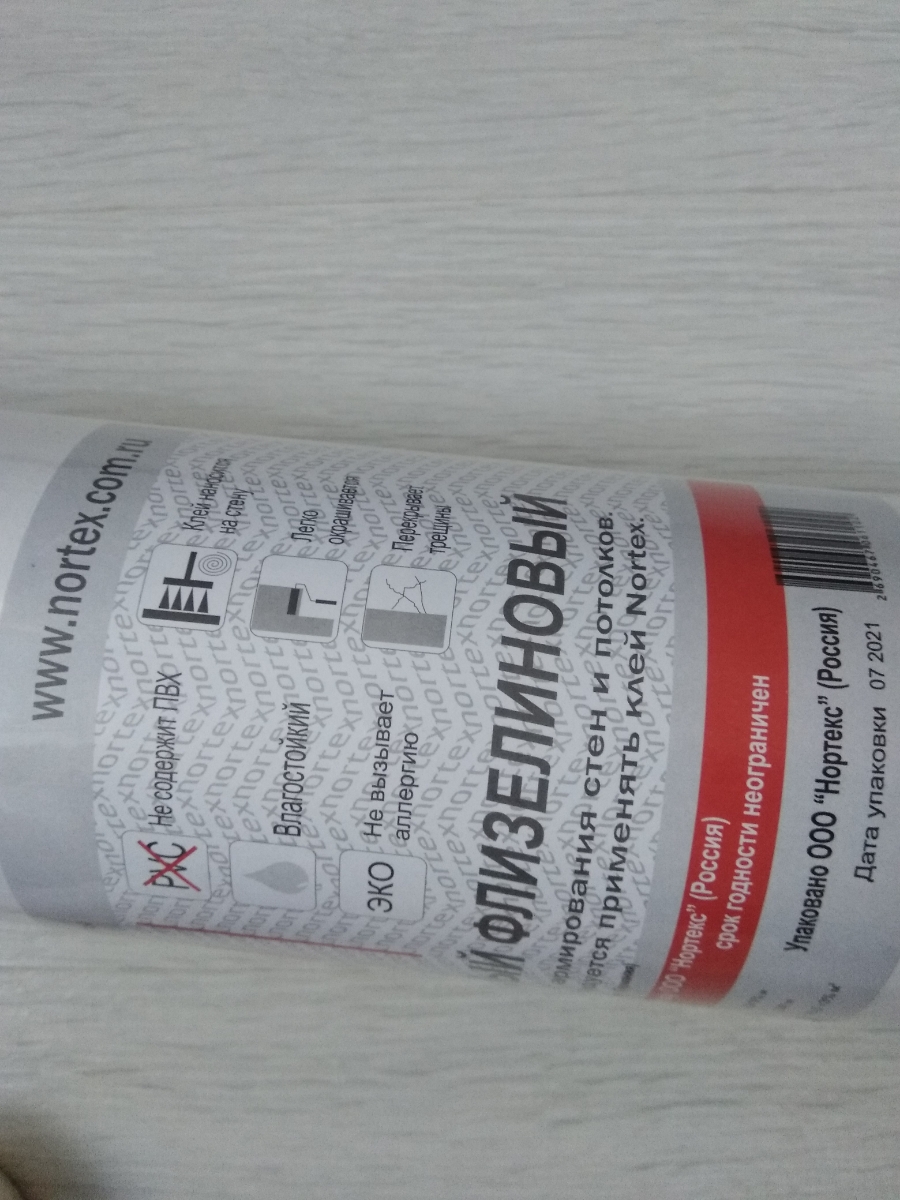 www.nortex.com.ru
PVC Не содержит ПВХ
Клей наносится
на стену
Влагостойкий
Легко
окрашивается
ЭКО
Не вызывает
аллергию
Перекрывает
трещины
ФЛИЗЕЛИНОВЫЙ
стен и потолков.
применять клей Nortex.
ООО "Нортекс" (Россия)
срок годности неограничен
Упаковано ООО "Нортекс" (Россия)
Дата упаковки 07 2021